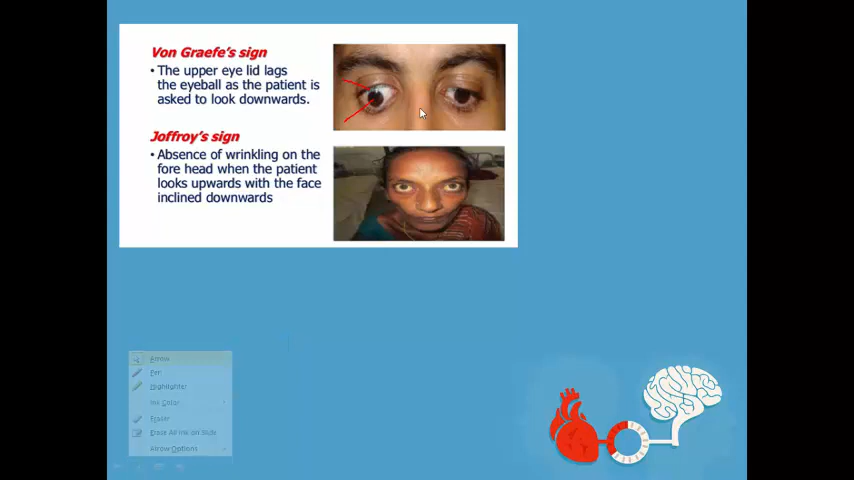 Von Graefe's sign
• The upper eye lid lags
the eyeball as the patient is
asked to look downwards.
Joffroy's sign
• Absence of wrinkling on the
fore head when the patient
looks upwards with the face
inclined downwards
Arrow
Pen
Highlighter
Ink Color
Eraser
Erase All Ink on Slide
Arrow Options